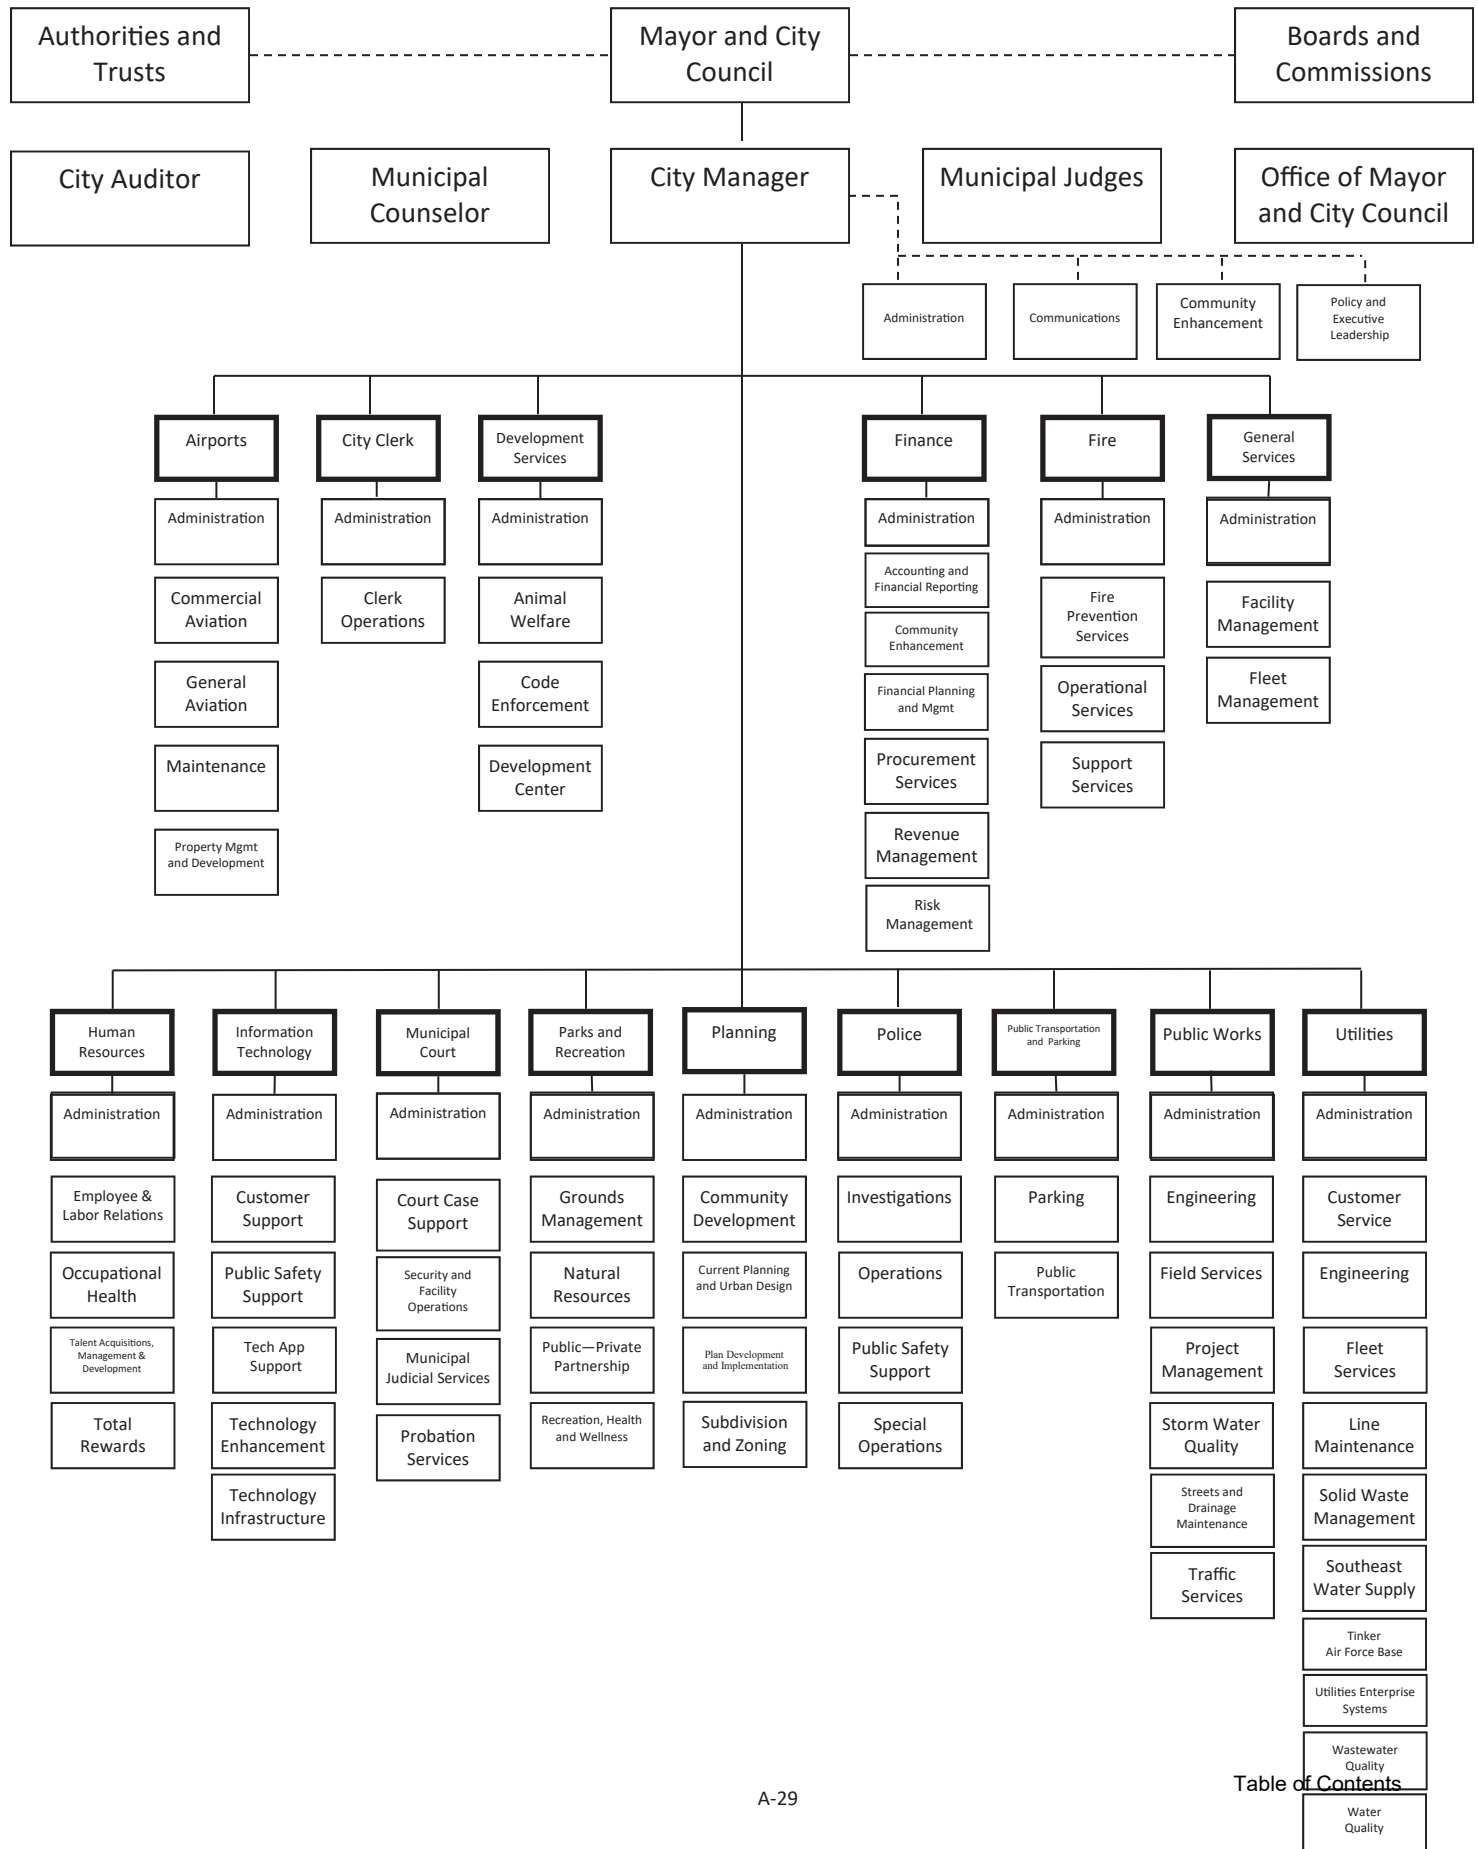 Authorities and
Trusts
Mayor and City
Council
Boards and
Commissions
City Auditor
Municipal
Counselor
City Manager
Municipal Judges
Office of Mayor
and City Council
Administration
Communications
Community
Enhancement
Policy and
Executive
Leadership
Airports
Administration
Commercial
Aviation
General
Aviation
Maintenance
Property Mgmt
and Development
City Clerk
Administration
Clerk
Operations
Development
Services
Administration
Animal
Welfare
Code
Enforcement
Development
Center
Finance
Administration
Accounting and
Financial Reporting
Community
Enhancement
Financial Planning
and Mgmt
Procurement
Services
Revenue
Management
Risk
Management
Fire
Administration
Fire
Prevention
Services
Operational
Services
Support
Services
General
Services
Administration
Facility
Management
Fleet
Management
Human
Resources
Administration
Employee &
Labor Relations
Occupational
Health
Talent Acquisitions,
Management &
Development
Total
Rewards
Information
Technology
Administration
Customer
Support
Public Safety
Support
Tech App
Support
Technology
Enhancement
Technology
Infrastructure
Municipal
Court
Administration
Court Case
Support
Security and
Facility
Operations
Municipal
Judicial Services
Probation
Services
Parks and
Recreation
Administration
Grounds
Management
Natural
Resources
Public—Private
Partnership
Recreation, Health
and Wellness
Planning
Administration
Community
Development
Current Planning
and Urban Design
Plan Development
and Implementation
Subdivision
and Zoning
Police
Administration
Investigations
Operations
Public Safety
Support
Special
Operations
Public Transportation
and Parking
Administration
Parking
Public
Transportation
Public Works
Administration
Engineering
Field Services
Project
Management
Storm Water
Quality
Streets and
Drainage
Maintenance
Traffic
Services
Utilities
Administration
Customer
Service
Engineering
Fleet
Services
Line
Maintenance
Solid Waste
Management
Southeast
Water Supply
Tinker
Air Force Base
Utilities Enterprise
Systems
Wastewater
Quality
Water
Quality
A-29
Table of Contents